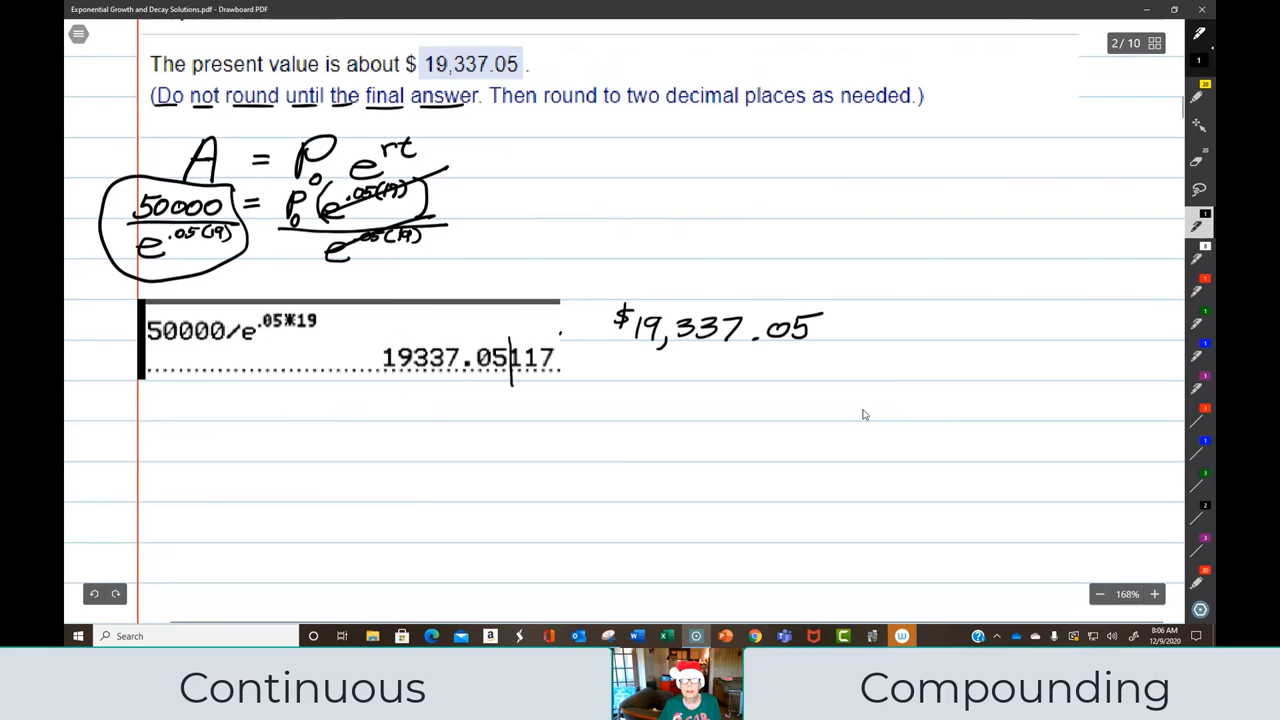 Exponential Growth and Decay Solutions.pdf - Drawboard PDF
2 / 10
The present value is about $ 19,337.05 .
(Do not round until the final answer. Then round to two decimal places as needed.)
A = P₀ e^rt
50000 = P₀ (e^.05(19))
e^.05(19) e^.05(19)
50000/e^.05*19
19337.05117
$19,337.05
168%
Search
8:06 AM
12/9/2020
Continuous
Compounding